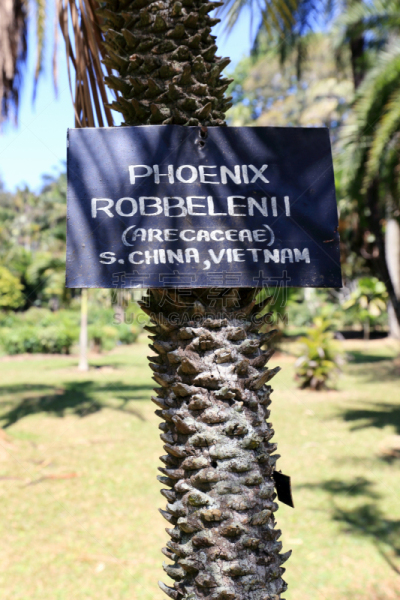 PHOENIX
ROBBELENII
(ARECACEAE)
S.CHINA,VIETNAM